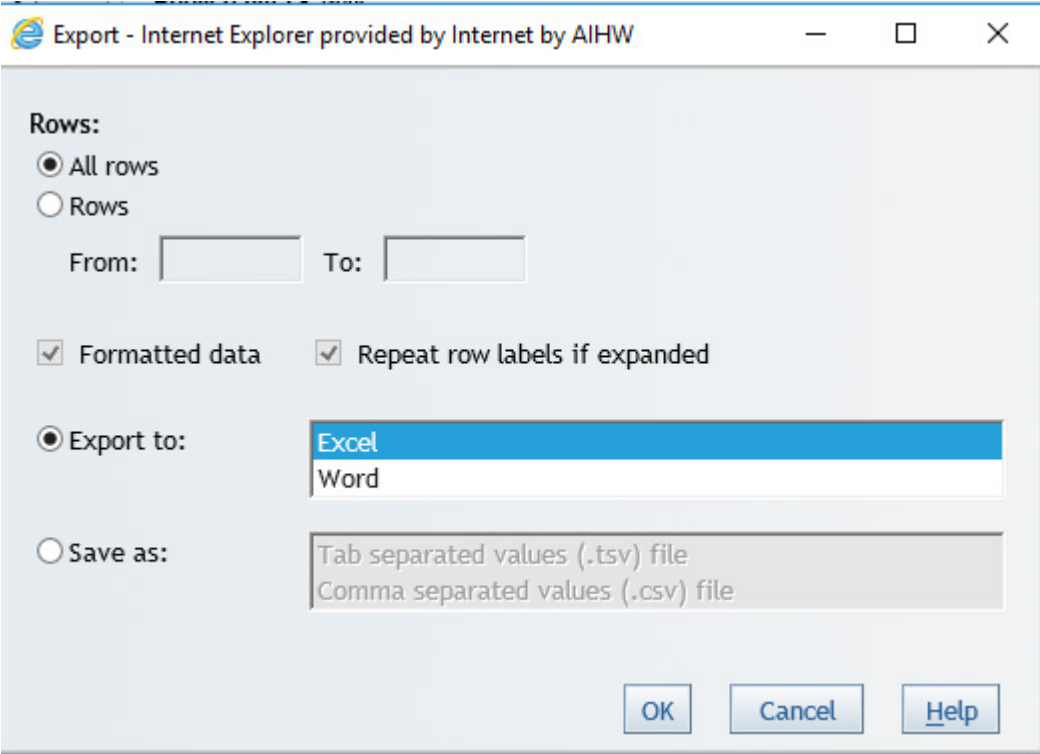 Export - Internet Explorer provided by Internet by AIHW
Rows:
All rows
Rows
From: To:
Formatted data Repeat row labels if expanded
Export to: Excel
Word
Save as: Tab separated values (.tsv) file
Comma separated values (.csv) file
OK Cancel Help